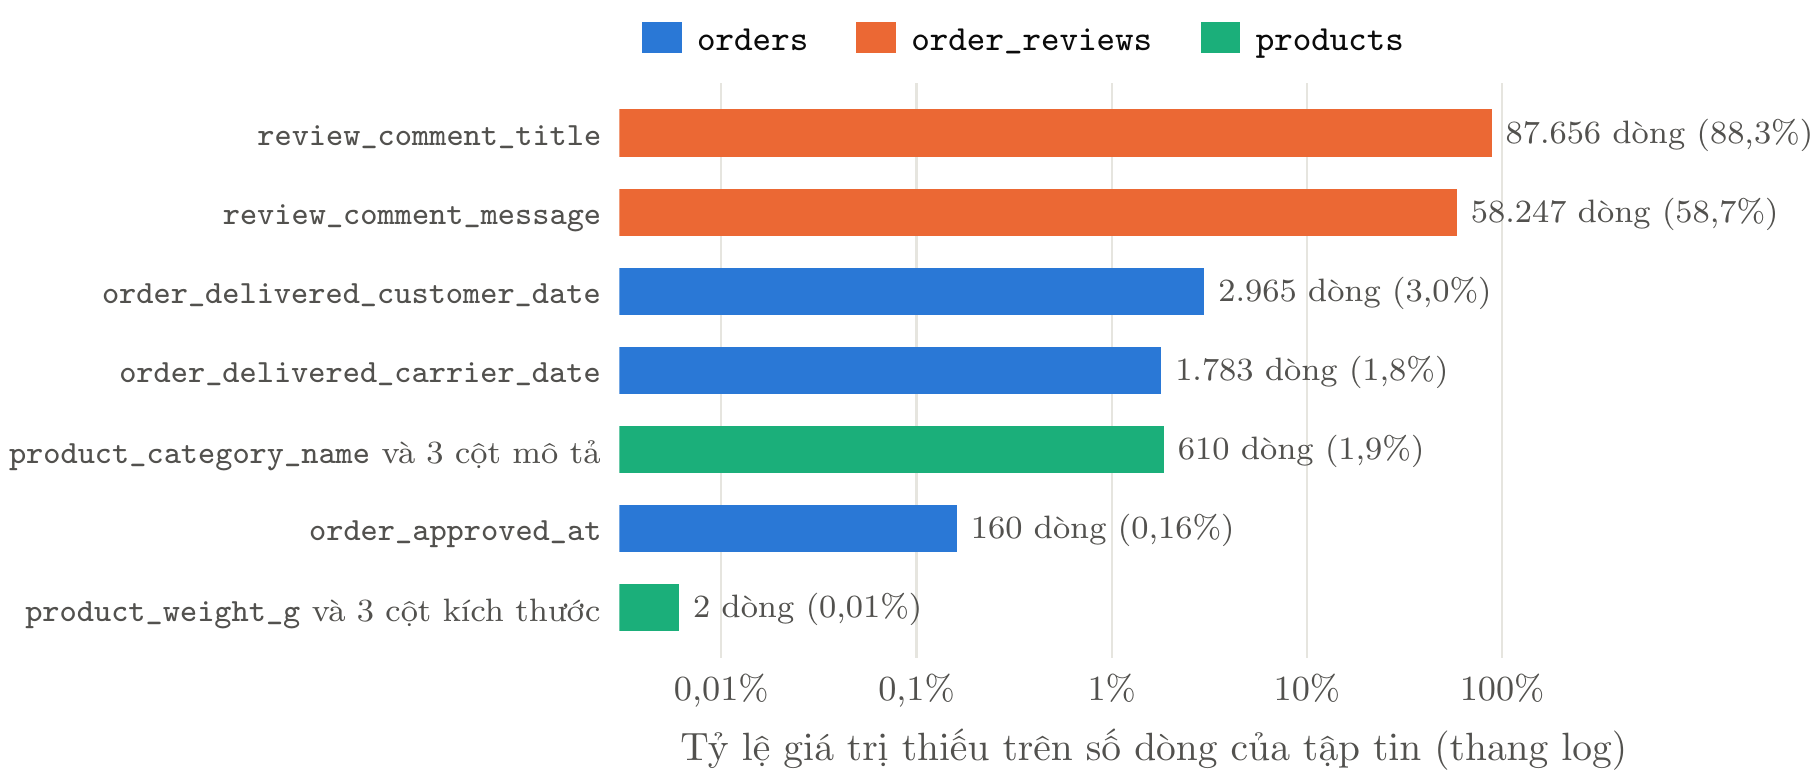 orders order_reviews products
review_comment_title 87.656 dòng (88,3%)
review_comment_message 58.247 dòng (58,7%)
order_delivered_customer_date 2.965 dòng (3,0%)
order_delivered_carrier_date 1.783 dòng (1,8%)
product_category_name và 3 cột mô tả 610 dòng (1,9%)
order_approved_at 160 dòng (0,16%)
product_weight_g và 3 cột kích thước 2 dòng (0,01%)
0,01% 0,1% 1% 10% 100%
Tỷ lệ giá trị thiếu trên số dòng của tập tin (thang log)